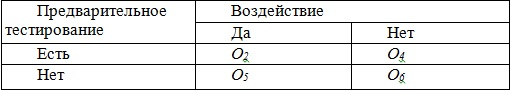 Предварительное тестирование Воздействие
Да Нет
Есть O2 O4
Нет O5 O6